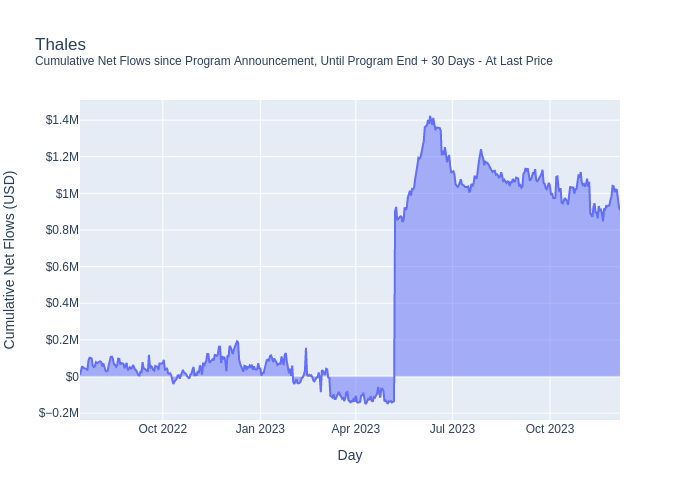 Thales
Cumulative Net Flows since Program Announcement, Until Program End + 30 Days - At Last Price
Cumulative Net Flows (USD)
$1.4M
$1.2M
$1M
$0.8M
$0.6M
$0.4M
$0.2M
$0
$−0.2M
Oct 2022
Jan 2023
Apr 2023
Jul 2023
Oct 2023
Day